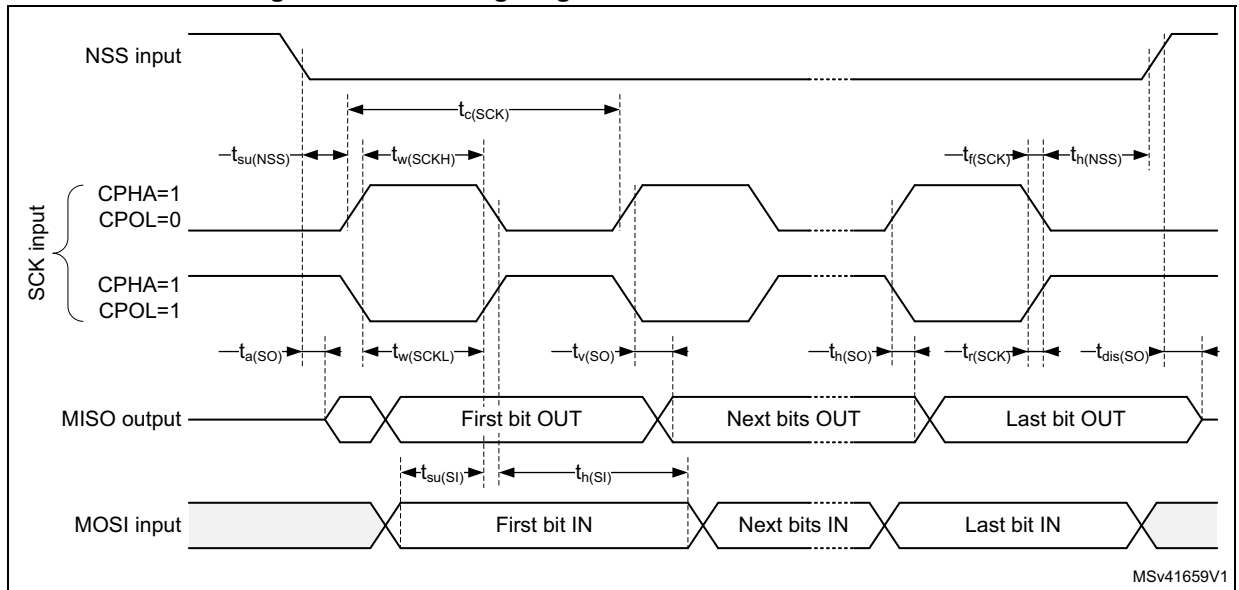 NSS input
tc(SCK)
tsu(NSS)
tw(SCKH)
tf(SCK)
th(NSS)
SCK input
CPHA=1
CPOL=0
CPHA=1
CPOL=1
ta(SO)
tw(SCKL)
tv(SO)
th(SO)
tr(SCK)
tdis(SO)
MISO output
First bit OUT
Next bits OUT
Last bit OUT
tsu(SI)
th(SI)
MOSI input
First bit IN
Next bits IN
Last bit IN
MSv41659V1